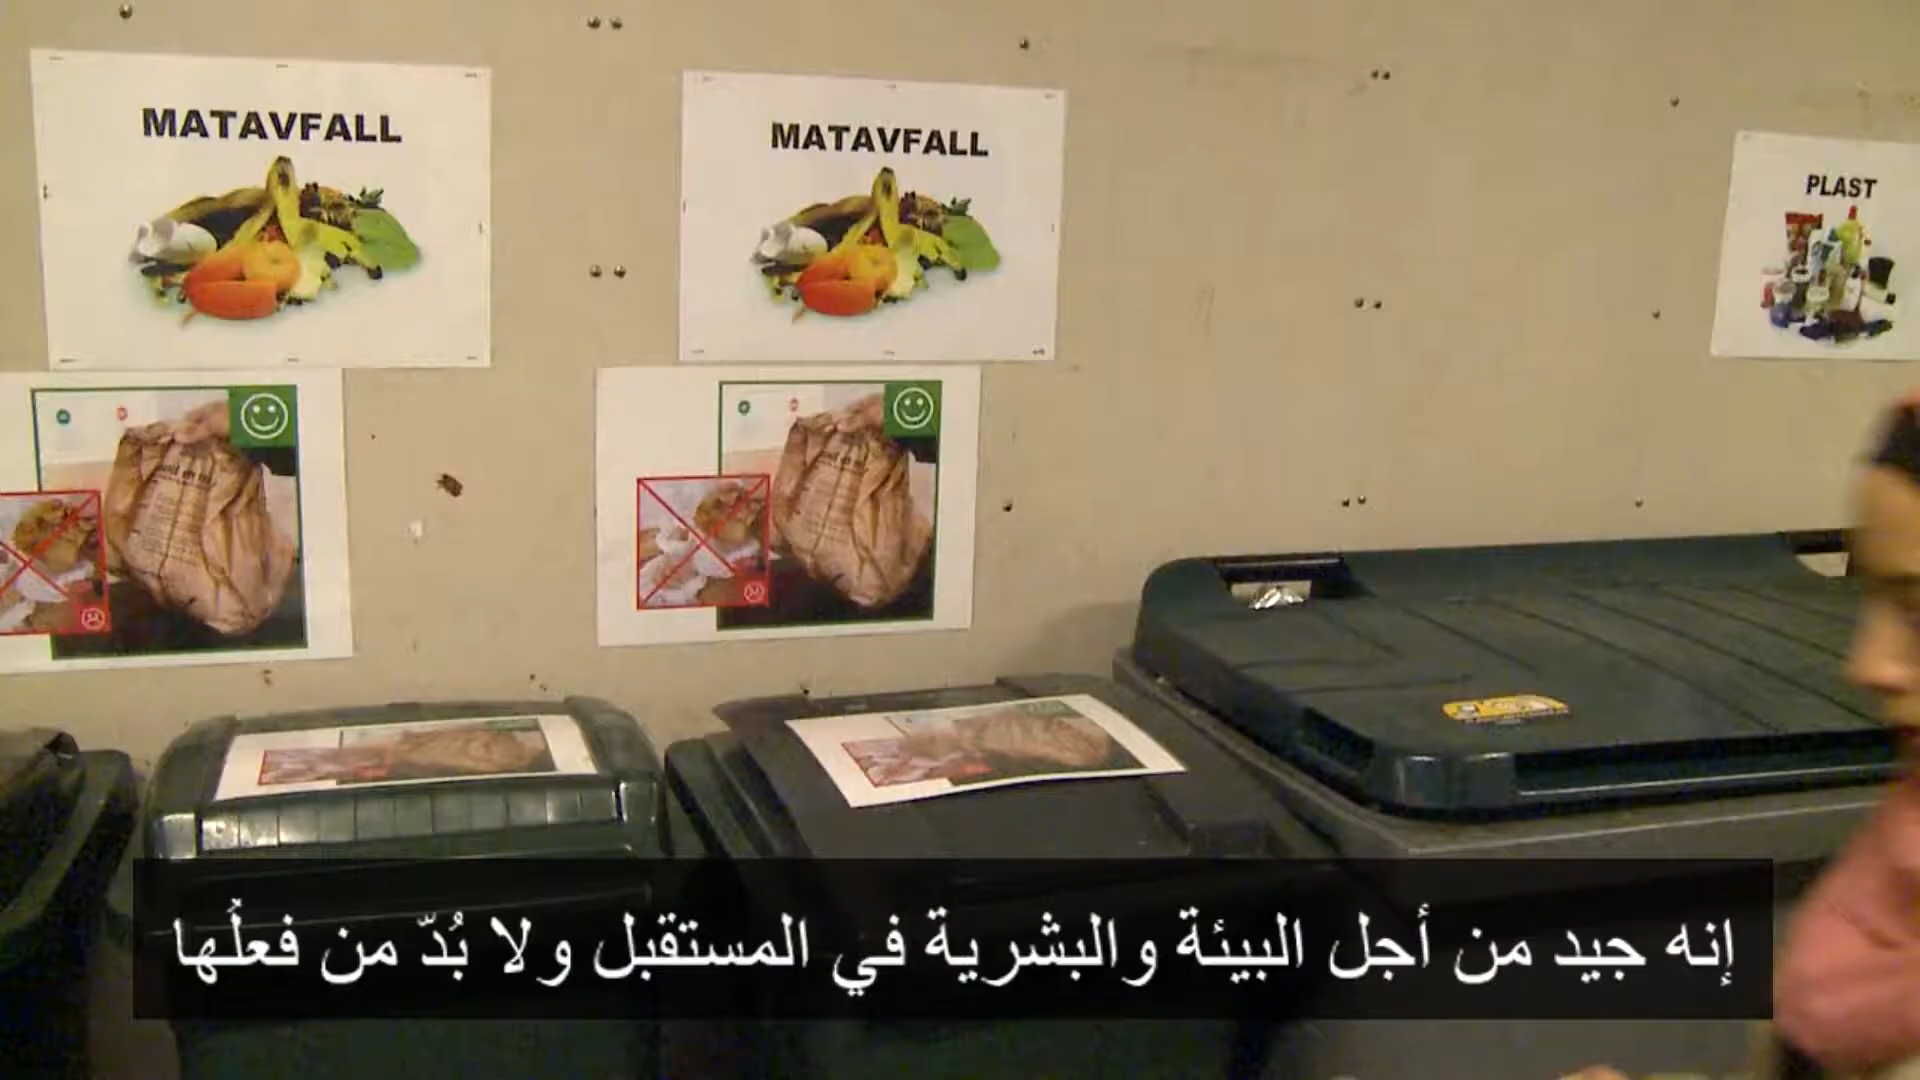 MATAVFALL
MATAVFALL
PLAST
إنه جيد من أجل البيئة والبشرية في المستقبل ولا بُدّ من فعلُها